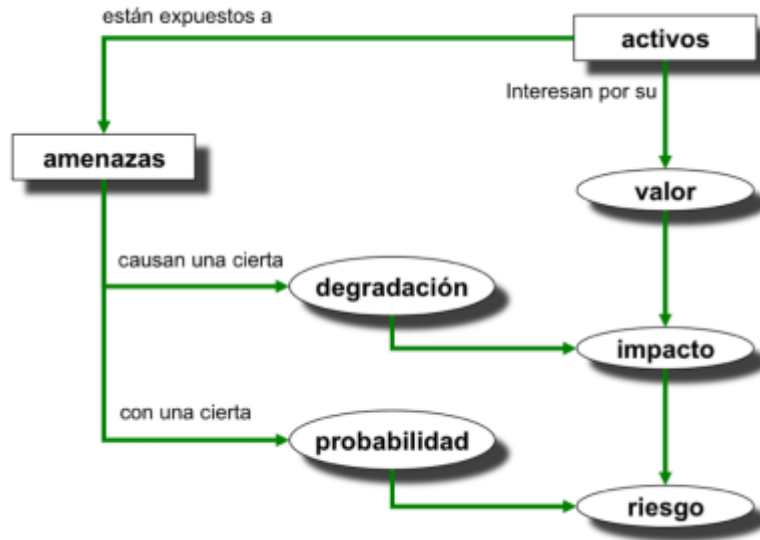 están expuestos a
activos
Interesan por su
amenazas
valor
causan una cierta
degradación
impacto
con una cierta
probabilidad
riesgo